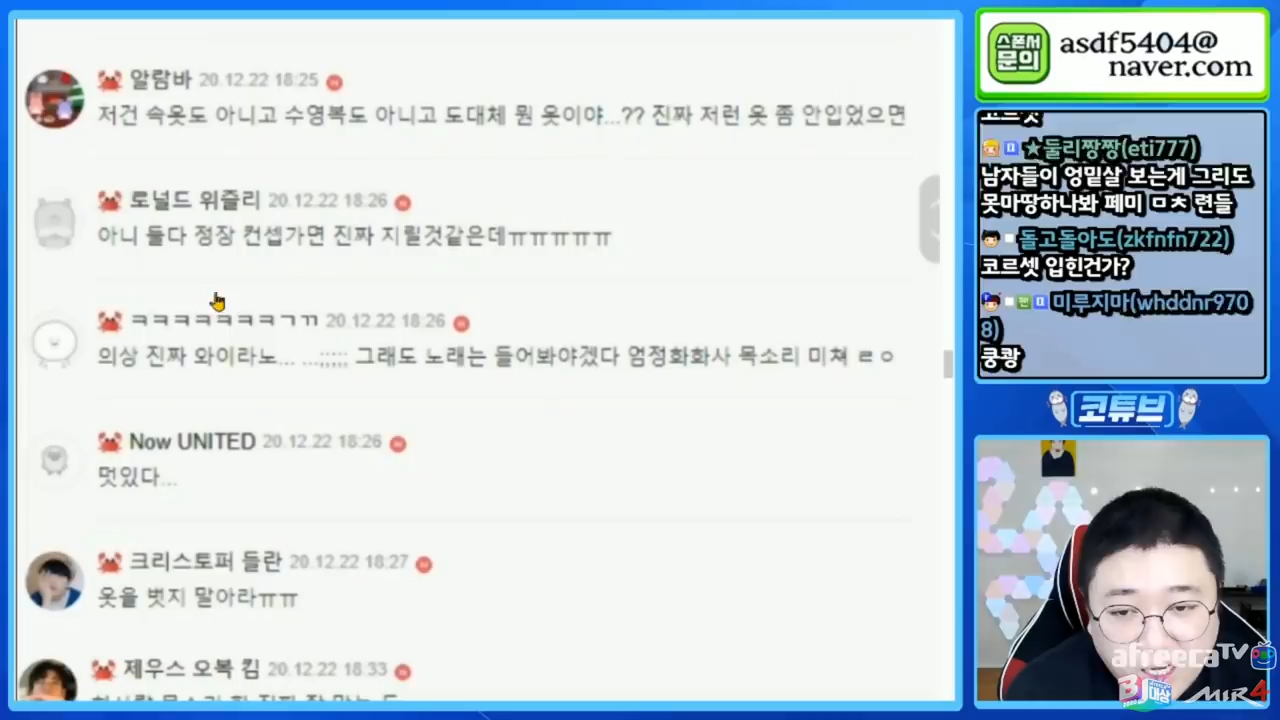 알람바 20.12.22 18:25
저건 속옷도 아니고 수영복도 아니고 도대체 뭔 옷이야...?? 진짜 저런 옷 좀 안입었으면
로널드 위즐리 20.12.22 18:26
아니 둘다 정장 컨셉가면 진짜 지릴것같은데ㅠㅠㅠㅠㅠ
ㅋㅋㅋㅋㅋㅋㅋㄱㄲ 20.12.22 18:26
의상 진짜 와이라노... ...;;;;; 그래도 노래는 들어봐야겠다 엄정화화사 목소리 미쳐 ㄹㅇ
Now UNITED 20.12.22 18:26
멋있다...
크리스토퍼 들란 20.12.22 18:27
옷을 벗지 말아라ㅠㅠ
제우스 오복 킴 20.12.22 18:33
스폰서
문의
asdf5404@
naver.com
코르셋
★둘리짱짱(eti777)
남자들이 엉밑살 보는게 그리도
못마땅하나봐 페미 ㅁㅊ 련들
돌고돌아도(zkfnfn722)
코르셋 입힌건가?
미루지마(whddnr970
8)
쿵쾅
코튜브
afreecaTV
BJ대상
MIR4